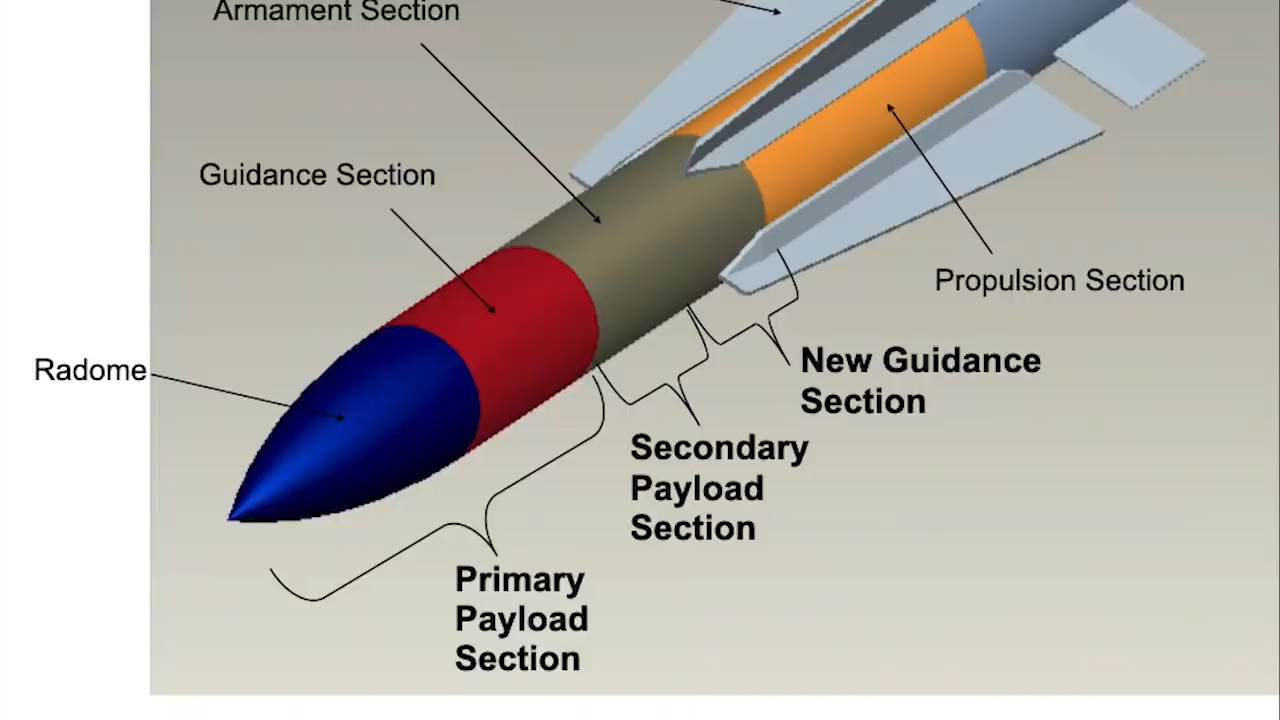 Armament Section
Guidance Section
Propulsion Section
Radome
New Guidance
Section
Secondary
Payload
Section
Primary
Payload
Section